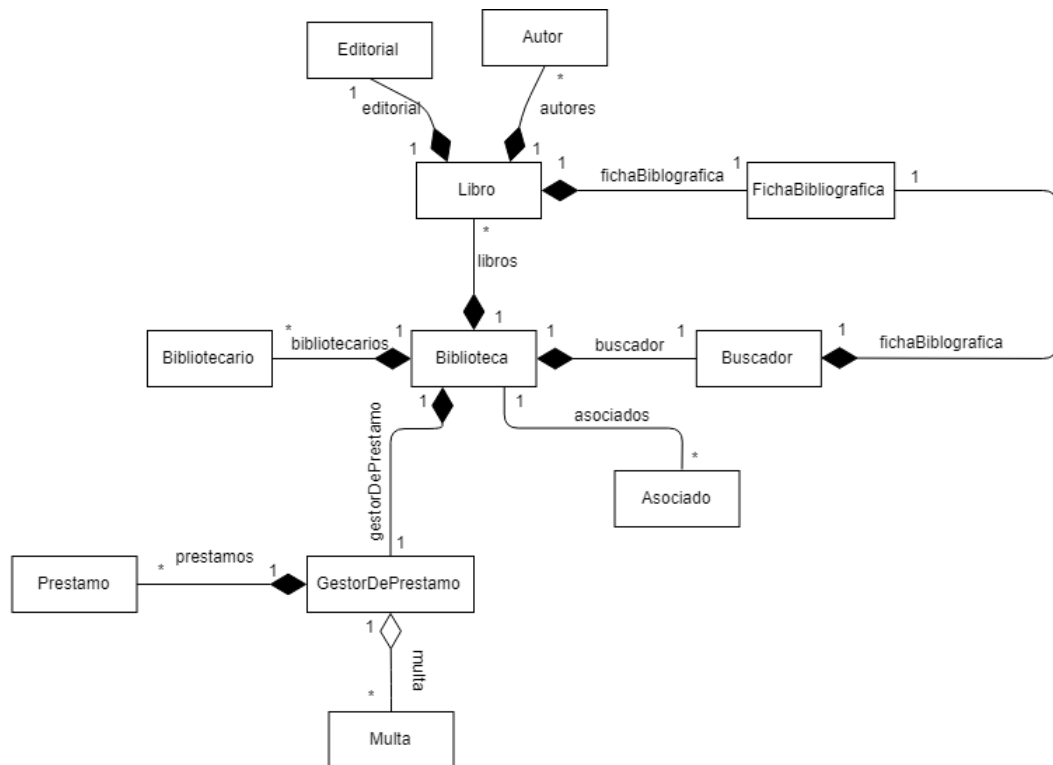 Editorial
Autor
1
*
editorial
autores
1
1
1
fichaBiblografica
1
1
Libro
FichaBibliografica
*
libros
1
*
bibliotecarios
1
1
buscador
1
1
fichaBiblografica
Bibliotecario
Biblioteca
Buscador
1
1
asociados
gestorDePrestamo
*
Asociado
1
prestamos
*
1
Prestamo
GestorDePrestamo
1
multa
*
Multa